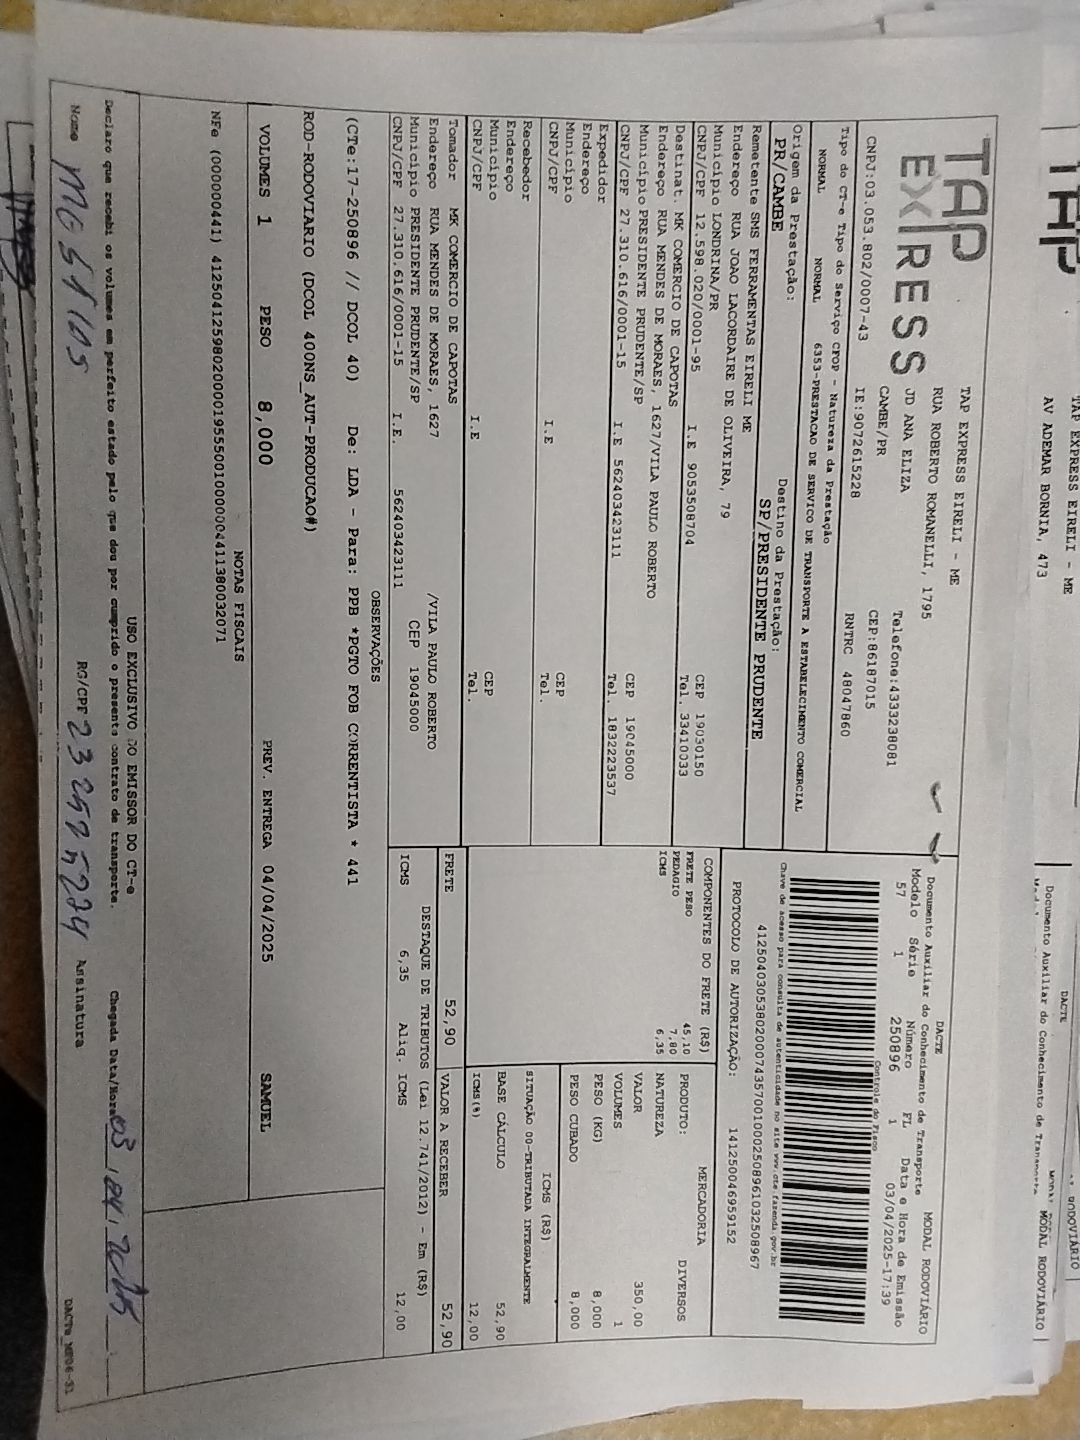 TAP
EXPRESS
TAP EXPRESS EIRELI - ME
RUA ROBERTO ROMANELLI, 1795
JD ANA ELIZA
CAMBE/PR
Telefone:4333238081
CEP:86187015
CNPJ:03.053.802/0007-43 IE:9072615228 RNTRC 48047860
Tipo do CT-e Tipo do Serviço CFOP - Natureza da Prestação
NORMAL NORMAL 6353-PRESTACAO DE SERVICO DE TRANSPORTE A ESTABELECIMENTO COMERCIAL
Origem da Prestação: Destino da Prestação:
PR/CAMBE SP/PRESIDENTE PRUDENTE
DACTE
Documento Auxiliar do Conhecimento de Transporte MODAL RODOVIÁRIO
Modelo Série Número FL Data e Hora de Emissão
57 1 250896 1 03/04/2025-17:39
Controle do Fisco
Chave de acesso para consulta de autenticidade no site www.cte.fazenda.gov.br
41250403053802000743570010002508961032508967
PROTOCOLO DE AUTORIZAÇÃO: 141250046959152
Remetente SMS FERRAMENTAS EIRELI ME
Endereço RUA JOAO LACORDAIRE DE OLIVEIRA, 79
Município LONDRINA/PR CEP 19030150
CNPJ/CPF 12.598.020/0001-95 I.E 9053508704 Tel. 33410033
Destinat. MK COMERCIO DE CAPOTAS
Endereço RUA MENDES DE MORAES, 1627/VILA PAULO ROBERTO
Município PRESIDENTE PRUDENTE/SP CEP 19045000
CNPJ/CPF 27.310.616/0001-15 I.E 562403423111 Tel. 1832223537
Expedidor
Endereço
Município CEP
CNPJ/CPF I.E Tel.
Recebedor
Endereço
Município CEP
CNPJ/CPF I.E Tel.
Tomador MK COMERCIO DE CAPOTAS
Endereço RUA MENDES DE MORAES, 1627 /VILA PAULO ROBERTO
Município PRESIDENTE PRUDENTE/SP CEP 19045000
CNPJ/CPF 27.310.616/0001-15 I.E. 562403423111
COMPONENTES DO FRETE (R$)
FRETE PESO 45,10
PEDAGIO 7,80
ICMS 6,35
MERCADORIA
PRODUTO: DIVERSOS
NATUREZA
VALOR 350,00
VOLUMES 1
PESO (KG) 8,000
PESO CUBADO 8,000
ICMS (R$)
SITUAÇÃO 00-TRIBUTADA INTEGRALMENTE
BASE CÁLCULO 52,90
ICMS(%) 12,00
FRETE 52,90 VALOR A RECEBER 52,90
DESTAQUE DE TRIBUTOS (Lei 12.741/2012) - Em (R$)
ICMS 6,35 Aliq. ICMS 12,00
OBSERVAÇÕES
(CTe:17-250896 // DCOL 40) De: LDA - Para: PPB *PGTO FOB CORRENTISTA * 441
ROD-RODOVIARIO (DCOL 400NS_AUT-PRODUCAO#)
VOLUMES 1 PESO 8,000 PREV. ENTREGA 04/04/2025 SAMUEL
NOTAS FISCAIS
NFe (00000441) 41250412598020000195550010000004411380032071
USO EXCLUSIVO DO EMISSOR DO CT-e
Declaro que recebi os volumes em perfeito estado pelo que dou por cumprido o presente contrato de transporte. Chegada Data/Hora 03/04/2025
Nome RG/CPF Assinatura
TAP
TAP EXPRESS EIRELI - ME
AV ADEMAR BORNIA, 473
DACTE
Documento Auxiliar do Conhecimento de Transporte
MODAL RODOVIÁRIO